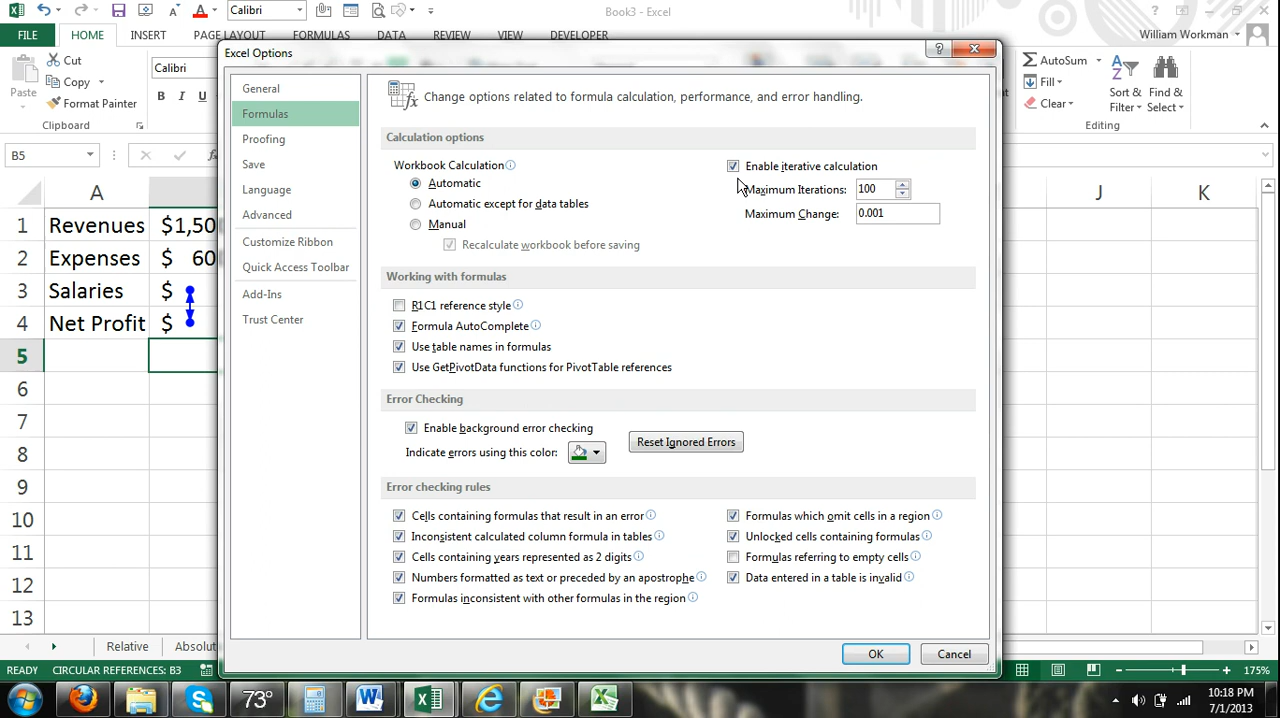 Calibri
Book3 - Excel
FILE HOME INSERT PAGE LAYOUT FORMULAS DATA REVIEW VIEW DEVELOPER William Workman
Cut
Copy
Format Painter
Paste
Clipboard
Calibri
B I U
AutoSum
Fill
Clear
Sort & Filter
Find & Select
Editing
B5
A J K
1 Revenues $1,50
2 Expenses $ 60
3 Salaries $
4 Net Profit $
5
6
7
8
9
10
11
12
13
Excel Options
General
Formulas
Proofing
Save
Language
Advanced
Customize Ribbon
Quick Access Toolbar
Add-Ins
Trust Center
Change options related to formula calculation, performance, and error handling.
Calculation options
Workbook Calculation
Automatic
Automatic except for data tables
Manual
Recalculate workbook before saving
Enable iterative calculation
Maximum Iterations: 100
Maximum Change: 0.001
Working with formulas
R1C1 reference style
Formula AutoComplete
Use table names in formulas
Use GetPivotData functions for PivotTable references
Error Checking
Enable background error checking
Indicate errors using this color:
Reset Ignored Errors
Error checking rules
Cells containing formulas that result in an error
Inconsistent calculated column formula in tables
Cells containing years represented as 2 digits
Numbers formatted as text or preceded by an apostrophe
Formulas inconsistent with other formulas in the region
Formulas which omit cells in a region
Unlocked cells containing formulas
Formulas referring to empty cells
Data entered in a table is invalid
OK Cancel
Relative Absolut
READY CIRCULAR REFERENCES: B3 175%
73°
10:18 PM
7/1/2013